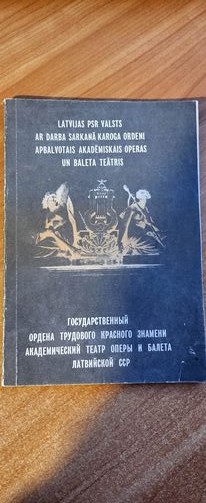 LATVIJAS PSR VALSTS
AR DARBA SARKANĀ KAROGA ORDENI
APBALVOTAIS AKADĒMISKAIS OPERAS
UN BALETA TEĀTRIS
ГОСУДАРСТВЕННЫЙ
ОРДЕНА ТРУДОВОГО КРАСНОГО ЗНАМЕНИ
АКАДЕМИЧЕСКИЙ ТЕАТР ОПЕРЫ И БАЛЕТА
ЛАТВИЙСКОЙ ССР